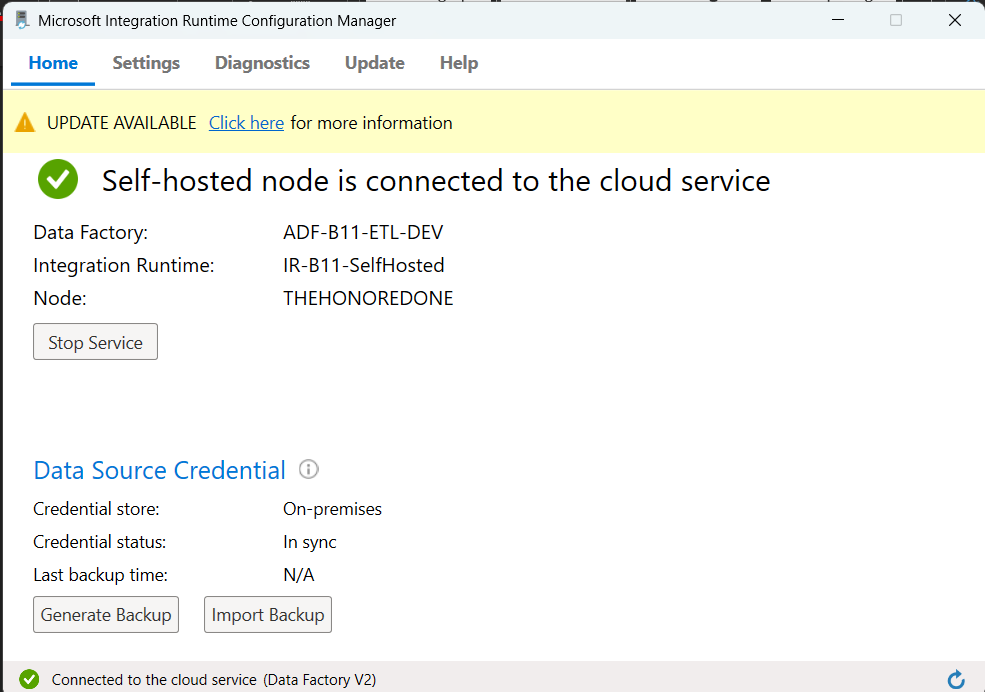 Microsoft Integration Runtime Configuration Manager
Home Settings Diagnostics Update Help
UPDATE AVAILABLE Click here for more information
Self-hosted node is connected to the cloud service
Data Factory: ADF-B11-ETL-DEV
Integration Runtime: IR-B11-SelfHosted
Node: THEHONOREDONE
Stop Service
Data Source Credential
Credential store: On-premises
Credential status: In sync
Last backup time: N/A
Generate Backup Import Backup
Connected to the cloud service (Data Factory V2)